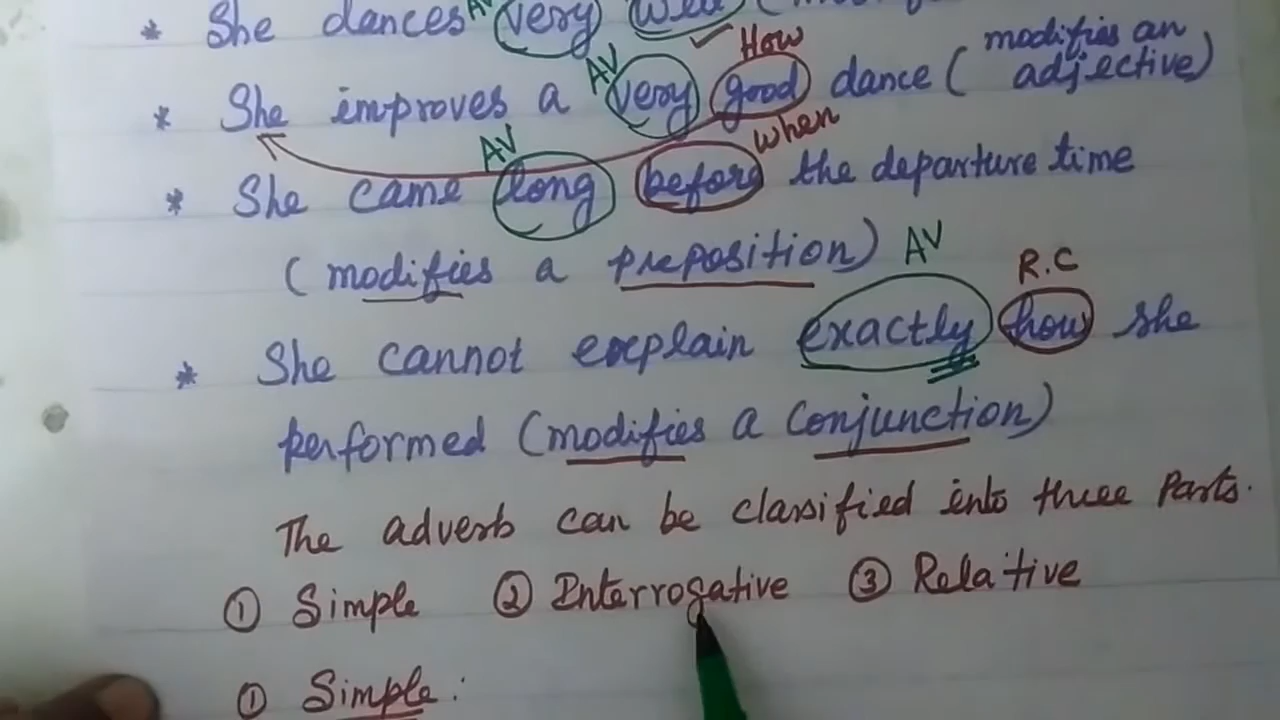 * She dances very well (
AV
How
AV
* She improves a very good dance (modifies an adjective)
when
AV
* She came long before the departure time
(modifies a preposition)
AV
R.C
* She cannot explain exactly how she
performed (modifies a conjunction)
The adverb can be classified into three Parts.
① Simple ② Interrogative ③ Relative
① Simple: